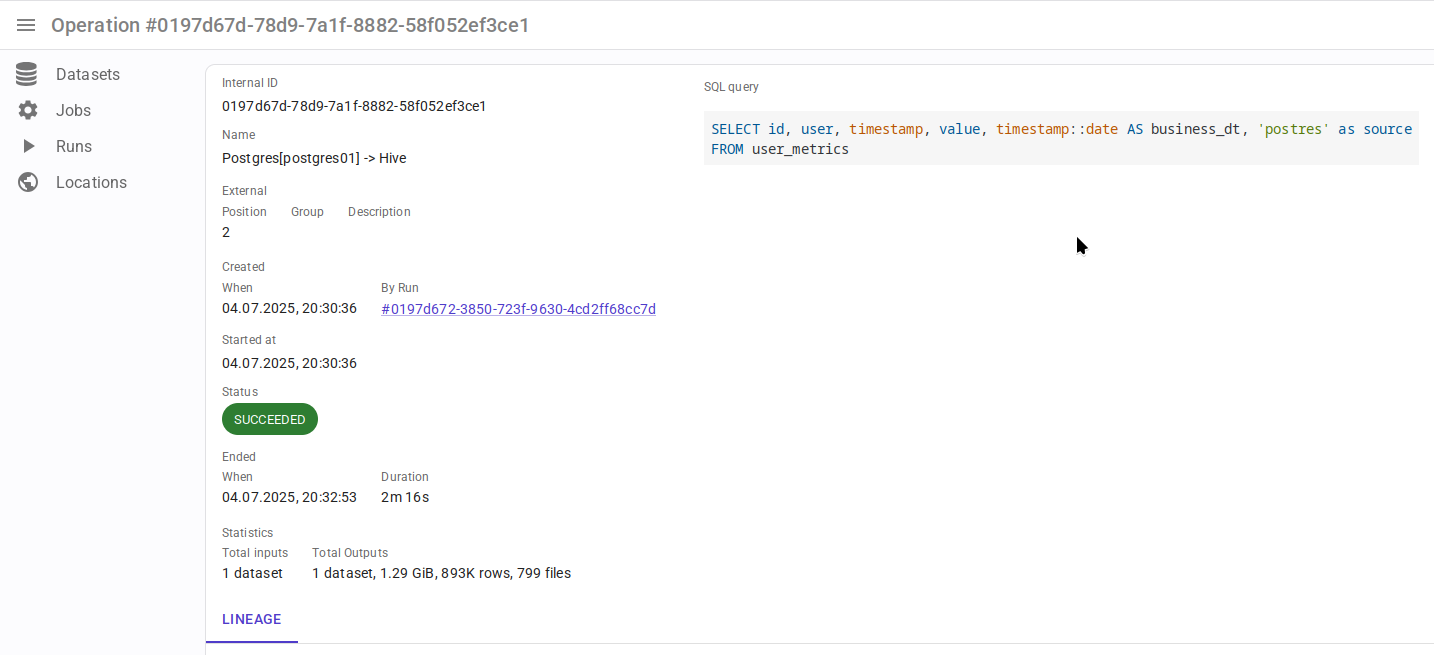 Operation #0197d67d-78d9-7a1f-8882-58f052ef3ce1
Datasets
Jobs
Runs
Locations
Internal ID
0197d67d-78d9-7a1f-8882-58f052ef3ce1
Name
Postgres[postgres01] -> Hive
External
Position Group Description
2
Created
When By Run
04.07.2025, 20:30:36 #0197d672-3850-723f-9630-4cd2ff68cc7d
Started at
04.07.2025, 20:30:36
Status
SUCCEEDED
Ended
When Duration
04.07.2025, 20:32:53 2m 16s
Statistics
Total inputs Total Outputs
1 dataset 1 dataset, 1.29 GiB, 893K rows, 799 files
LINEAGE
SQL query
SELECT id, user, timestamp, value, timestamp::date AS business_dt, 'postres' as source
FROM user_metrics